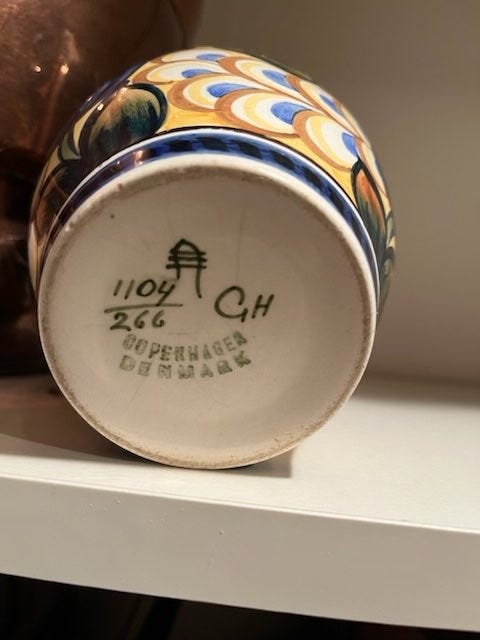 1104
266
GH
COPENHAGEN
DENMARK